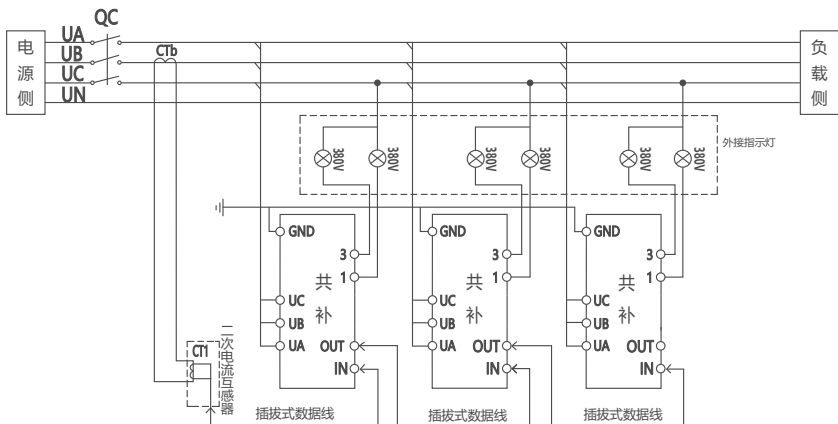 QC
电源侧
UA
UB
UC
UN
CTb
负载侧
380V
380V
380V
380V
380V
380V
外接指示灯
GND
3
1
共补
UC
UB
UA
OUT
IN
GND
3
1
共补
UC
UB
UA
OUT
IN
GND
3
1
共补
UC
UB
UA
OUT
IN
CT1
二次电流互感器
插拔式数据线
插拔式数据线
插拔式数据线